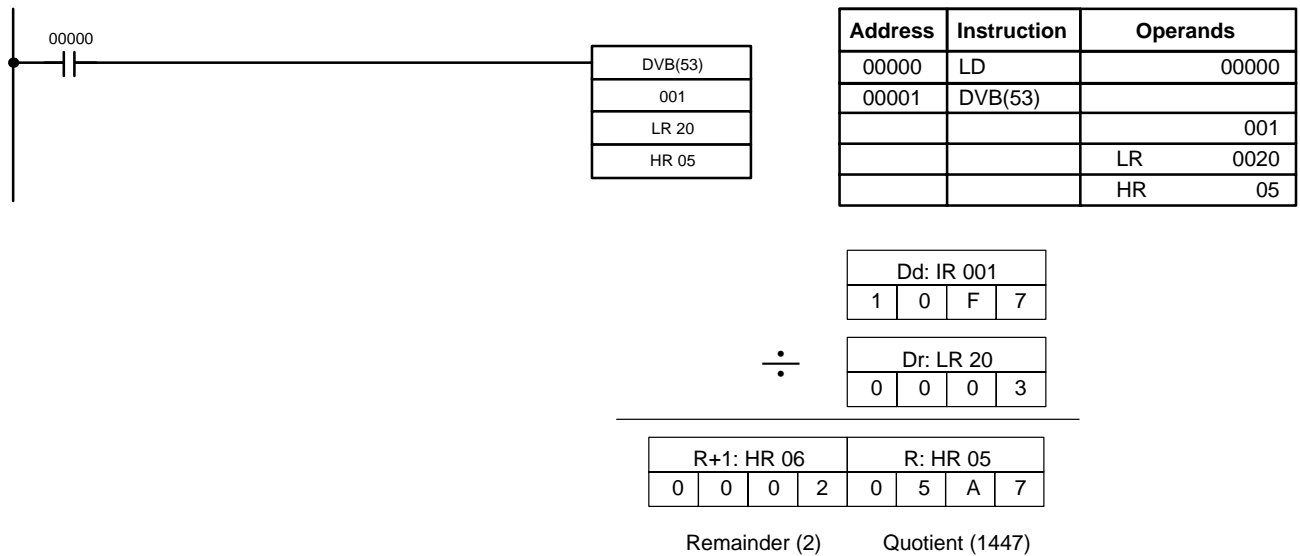 00000
DVB(53)
001
LR 20
HR 05
Address Instruction Operands
00000 LD 00000
00001 DVB(53)
001
LR 0020
HR 05
Dd: IR 001
1 0 F 7
÷
Dr: LR 20
0 0 0 3
R+1: HR 06 R: HR 05
0 0 0 2 0 5 A 7
Remainder (2) Quotient (1447)